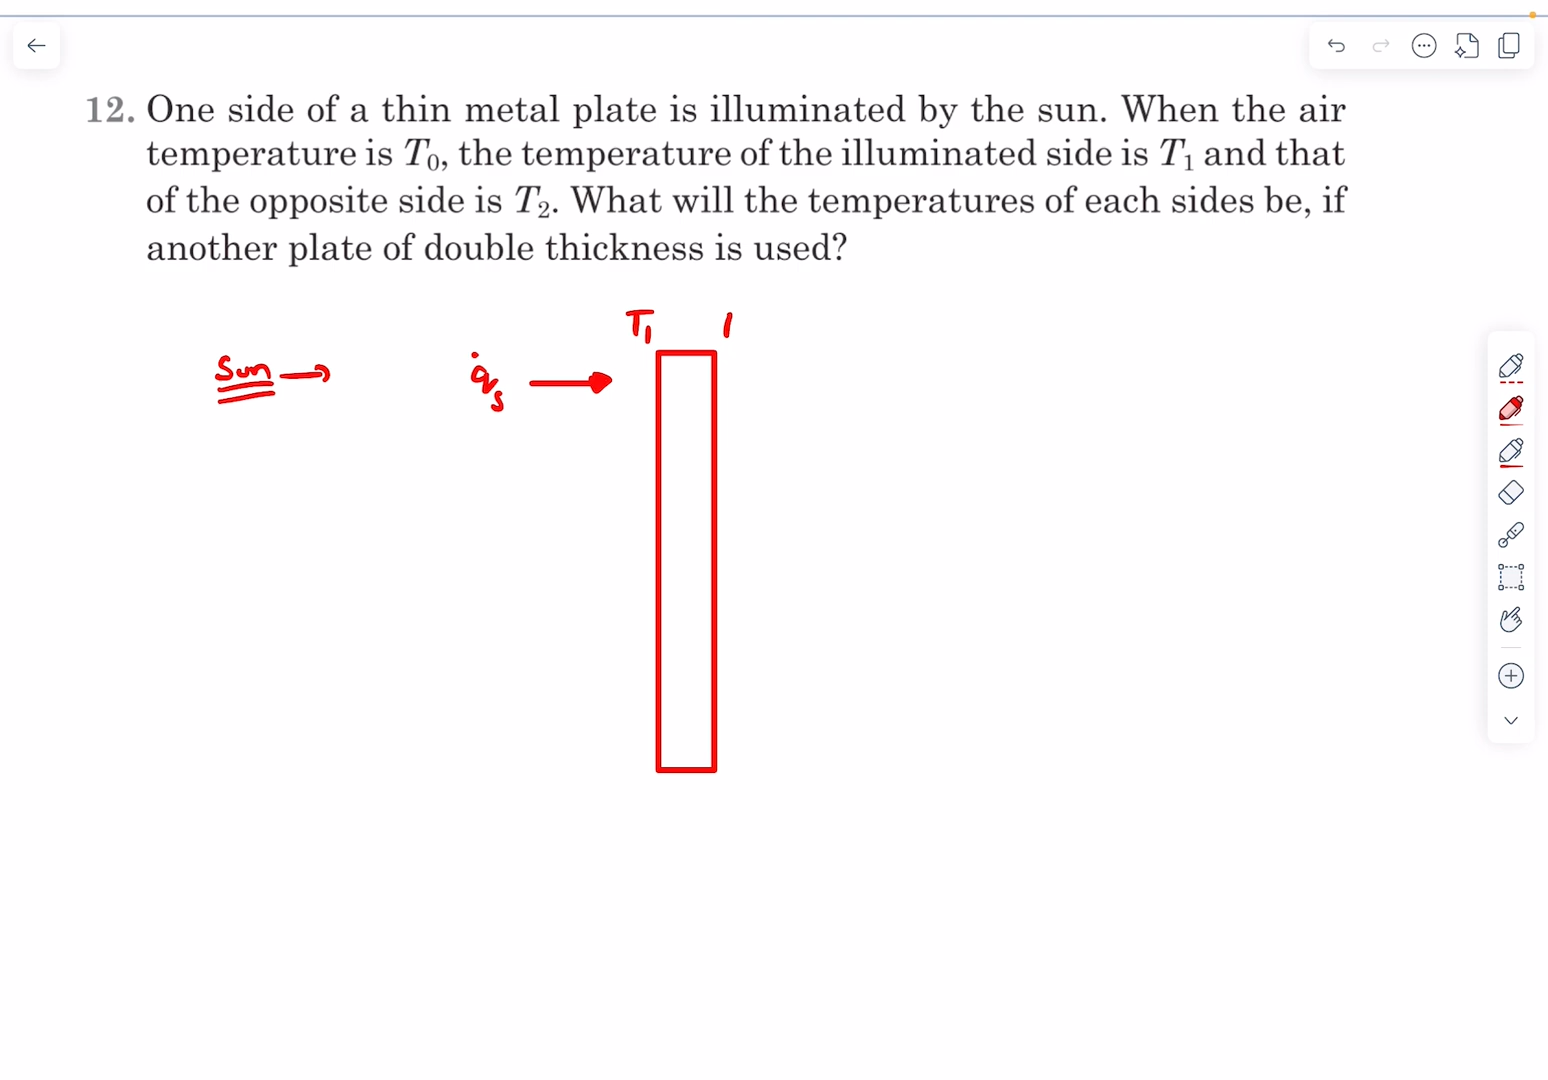 12. One side of a thin metal plate is illuminated by the sun. When the air
temperature is T₀, the temperature of the illuminated side is T₁ and that
of the opposite side is T₂. What will the temperatures of each sides be, if
another plate of double thickness is used?
T₁ I
Sun → q̇ₛ →